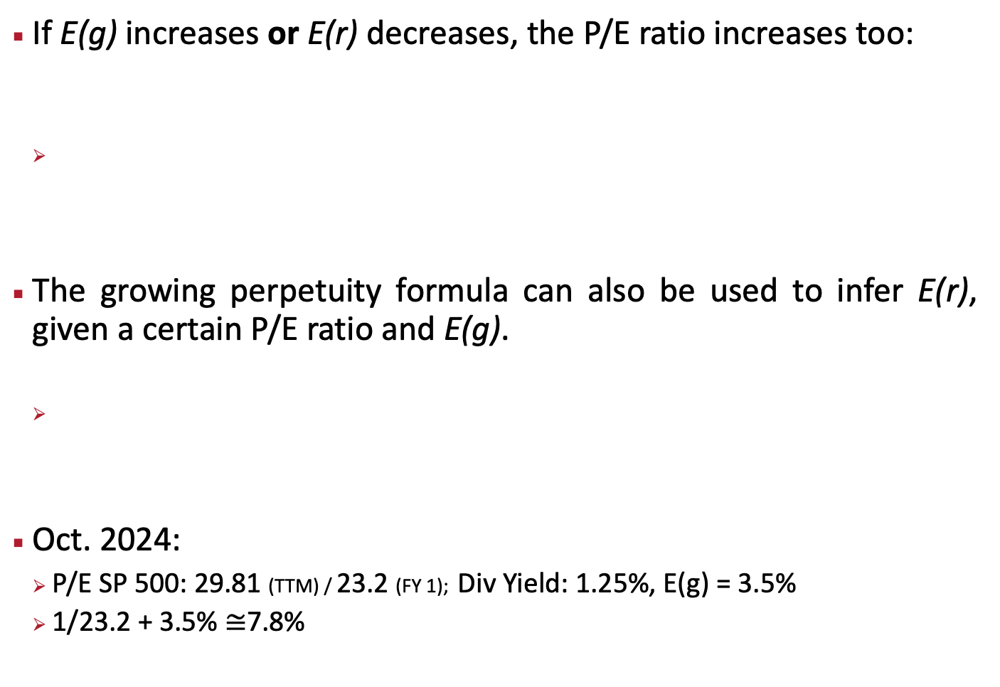 ▪ If E(g) increases or E(r) decreases, the P/E ratio increases too:
➢
▪ The growing perpetuity formula can also be used to infer E(r),
given a certain P/E ratio and E(g).
➢
▪ Oct. 2024:
➢ P/E SP 500: 29.81 (TTM) / 23.2 (FY 1); Div Yield: 1.25%, E(g) = 3.5%
➢ 1/23.2 + 3.5% ≅7.8%